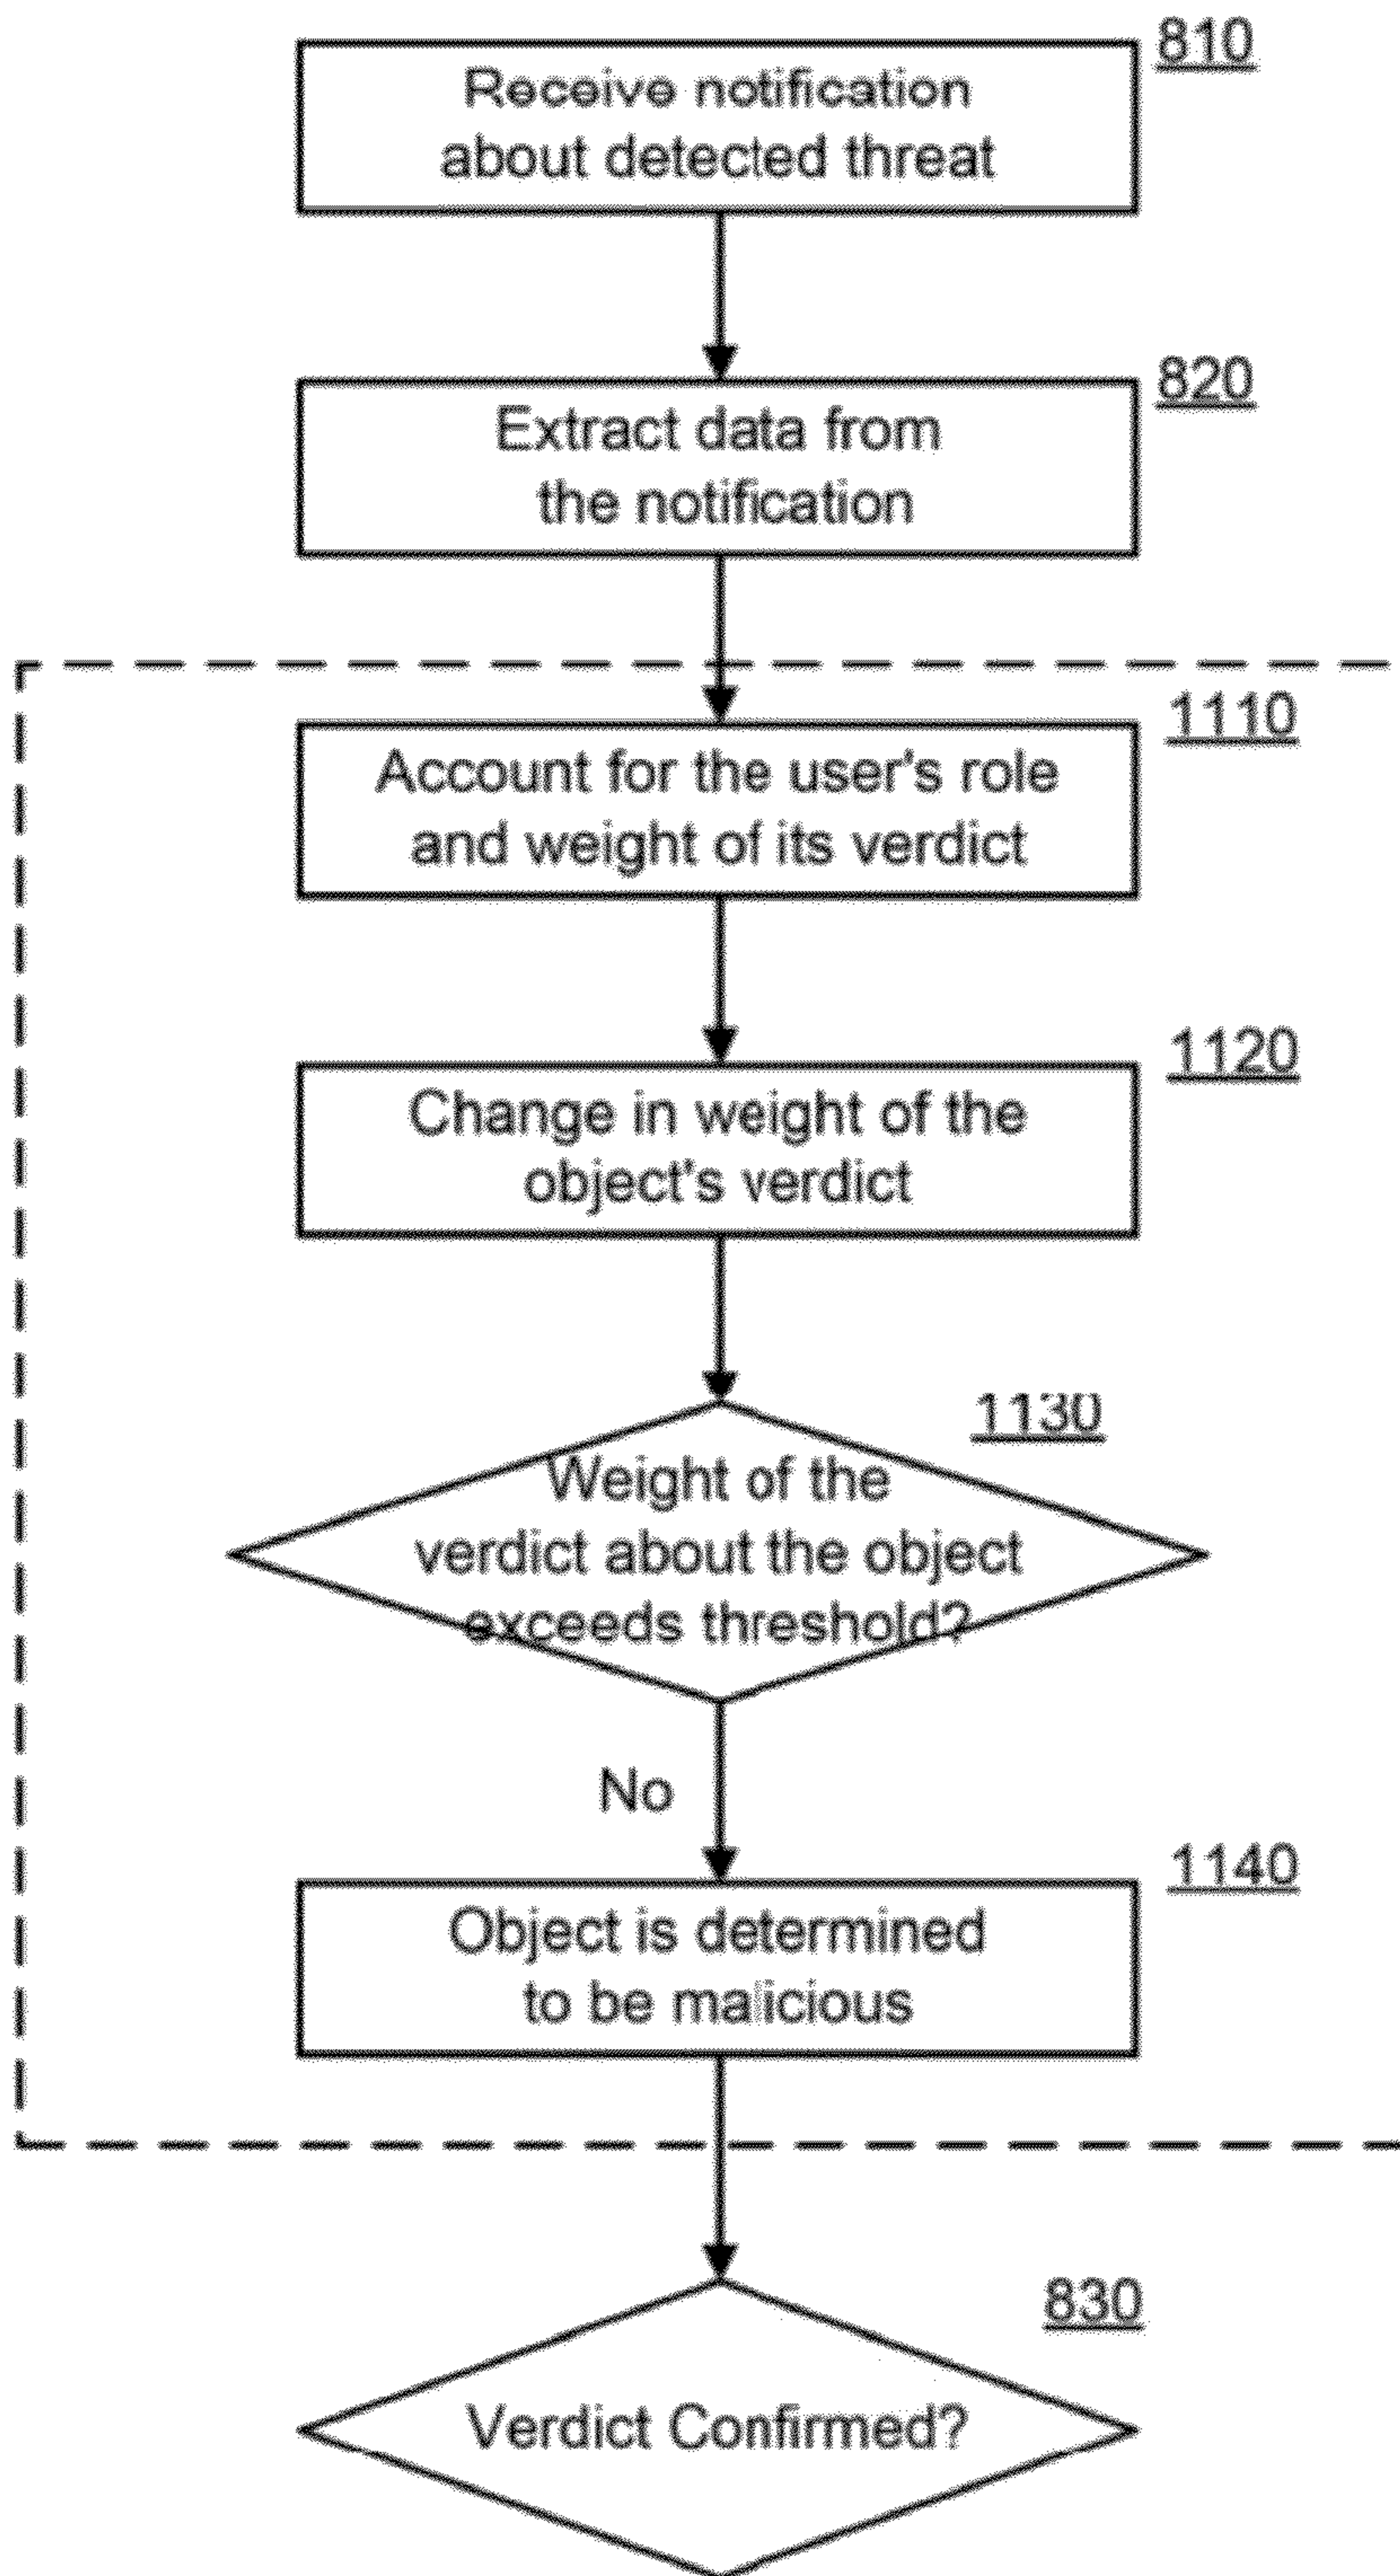 810
Receive notification
about detected threat
820
Extract data from
the notification
1110
Account for the user's role
and weight of its verdict
1120
Change in weight of the
object's verdict
1130
Weight of the
verdict about the object
exceeds threshold?
No
1140
Object is determined
to be malicious
830
Verdict Confirmed?